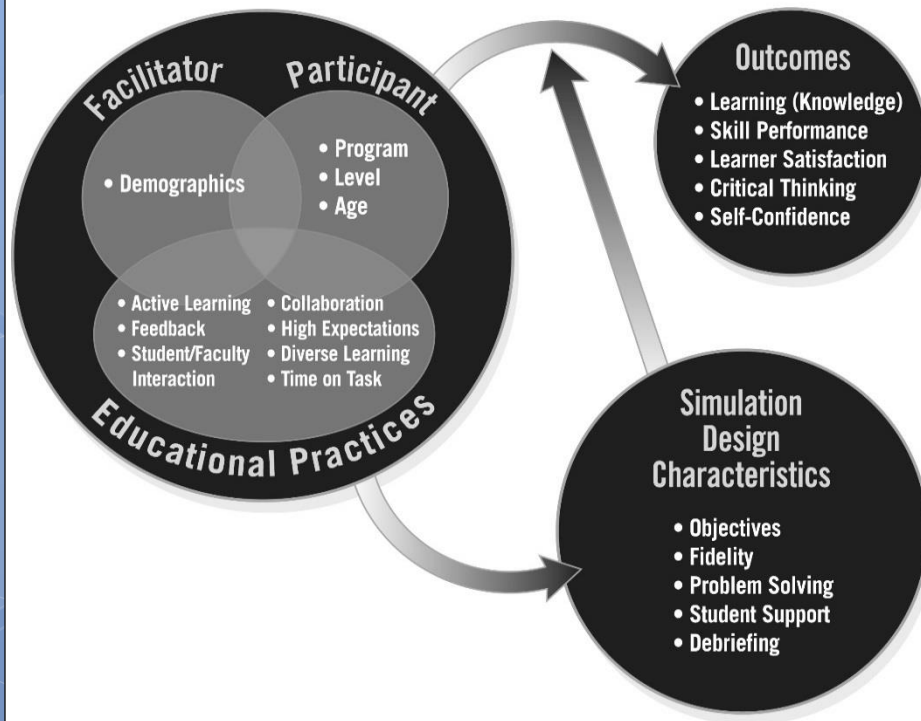 Facilitator
Participant
• Demographics
• Program
• Level
• Age
• Active Learning
• Feedback
• Student/Faculty
Interaction
• Collaboration
• High Expectations
• Diverse Learning
• Time on Task
Educational Practices
Outcomes
• Learning (Knowledge)
• Skill Performance
• Learner Satisfaction
• Critical Thinking
• Self-Confidence
Simulation
Design
Characteristics
• Objectives
• Fidelity
• Problem Solving
• Student Support
• Debriefing